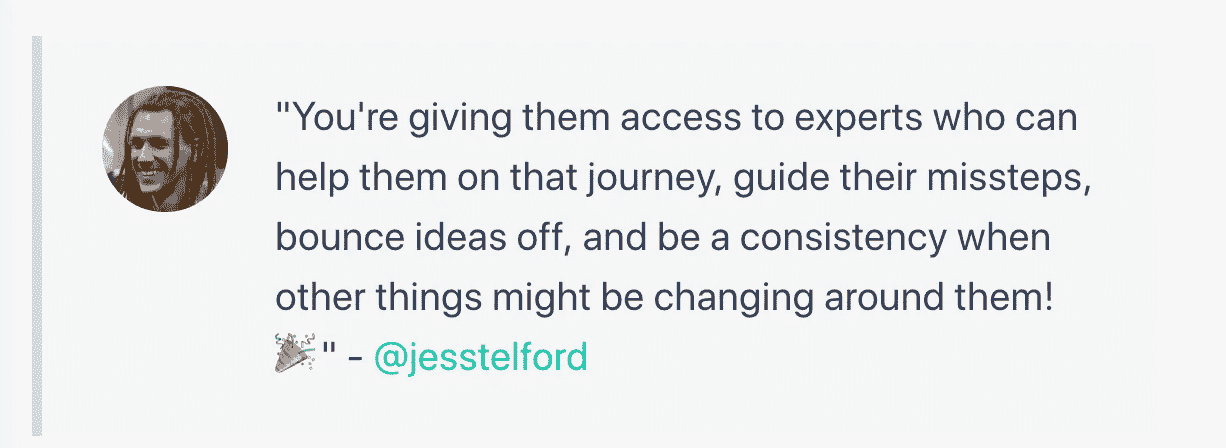 "You're giving them access to experts who can
help them on that journey, guide their missteps,
bounce ideas off, and be a consistency when
other things might be changing around them!
🎉" - @jesstelford